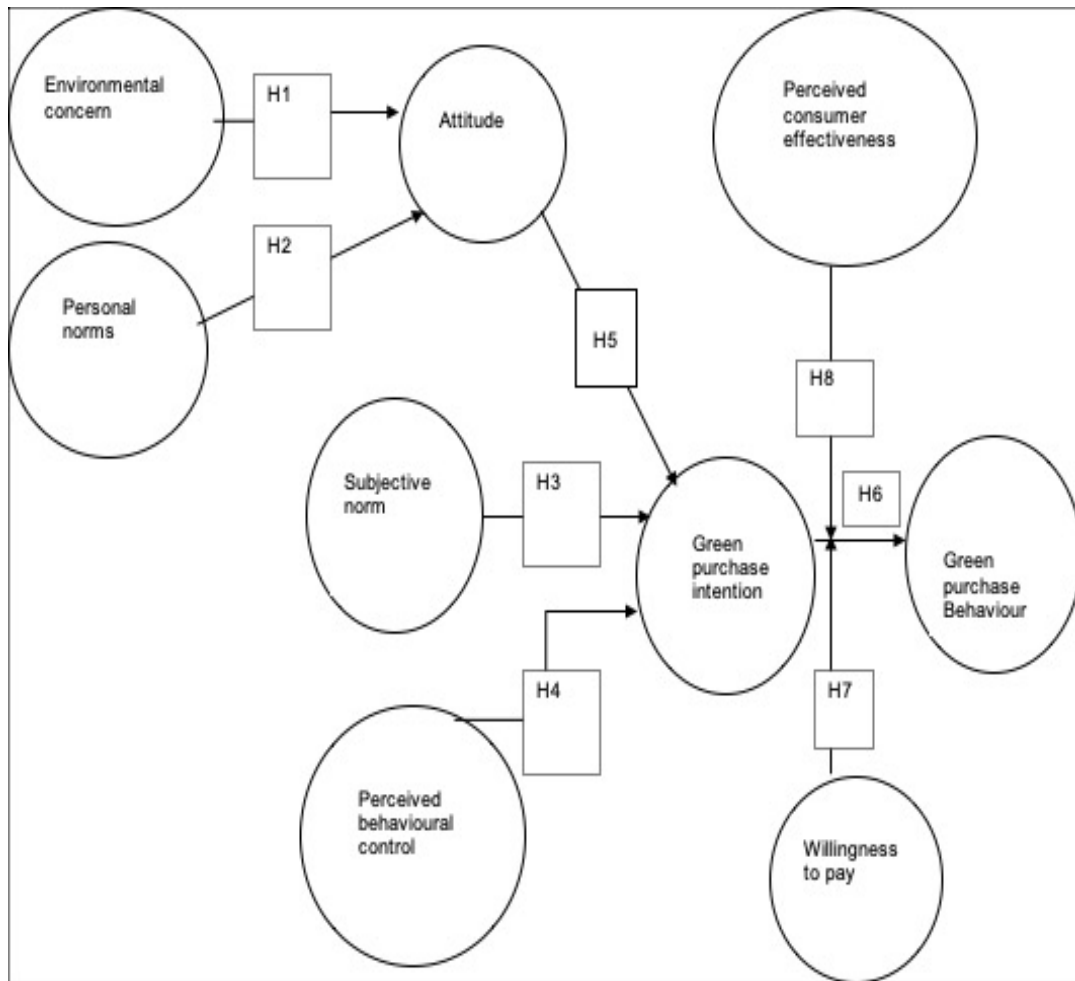 Environmental
concern
H1
Attitude
Perceived
consumer
effectiveness
H2
Personal
norms
H5
H8
Subjective
norm
H3
H6
Green
purchase
intention
Green
purchase
Behaviour
H4
H7
Perceived
behavioural
control
Willingness
to pay